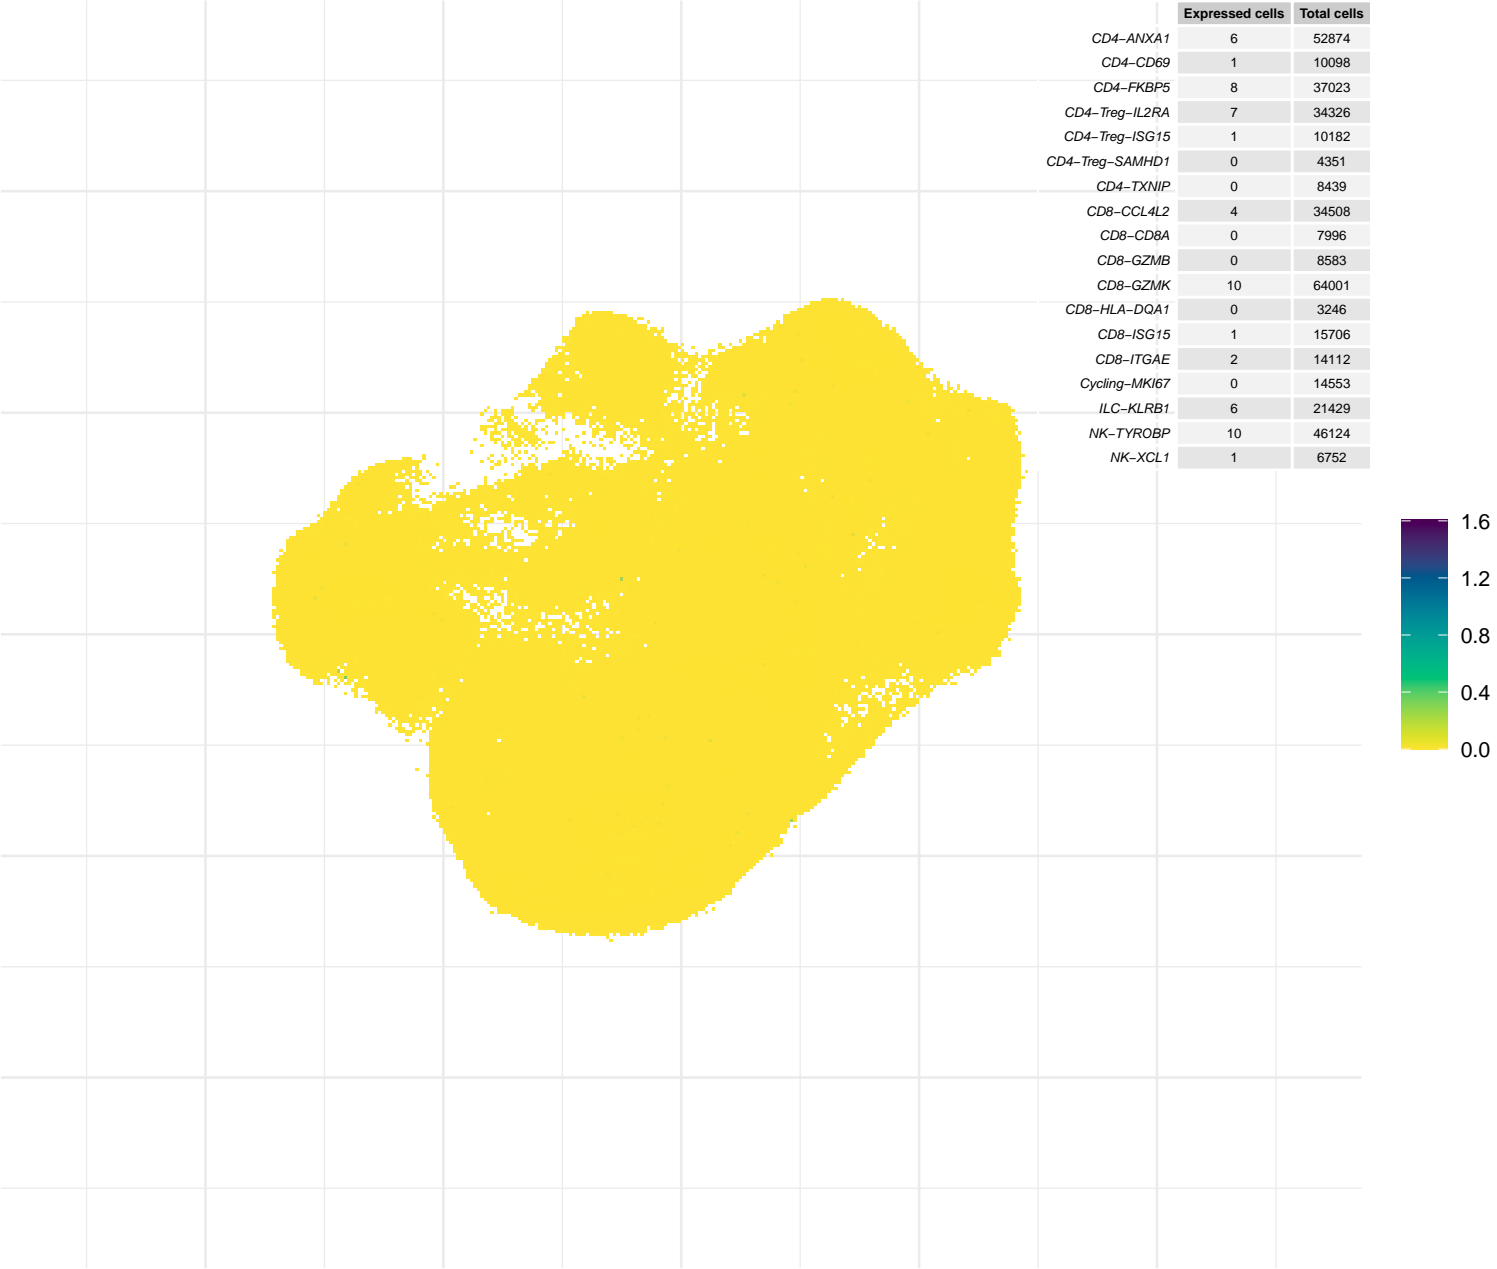 Expressed cells Total cells
CD4−ANXA1 6 52874
CD4−CD69 1 10098
CD4−FKBP5 8 37023
CD4−Treg−IL2RA 7 34326
CD4−Treg−ISG15 1 10182
CD4−Treg−SAMHD1 0 4351
CD4−TXNIP 0 8439
CD8−CCL4L2 4 34508
CD8−CD8A 0 7996
CD8−GZMB 0 8583
CD8−GZMK 10 64001
CD8−HLA−DQA1 0 3246
CD8−ISG15 1 15706
CD8−ITGAE 2 14112
Cycling−MKI67 0 14553
ILC−KLRB1 6 21429
NK−TYROBP 10 46124
NK−XCL1 1 6752
1.6
1.2
0.8
0.4
0.0